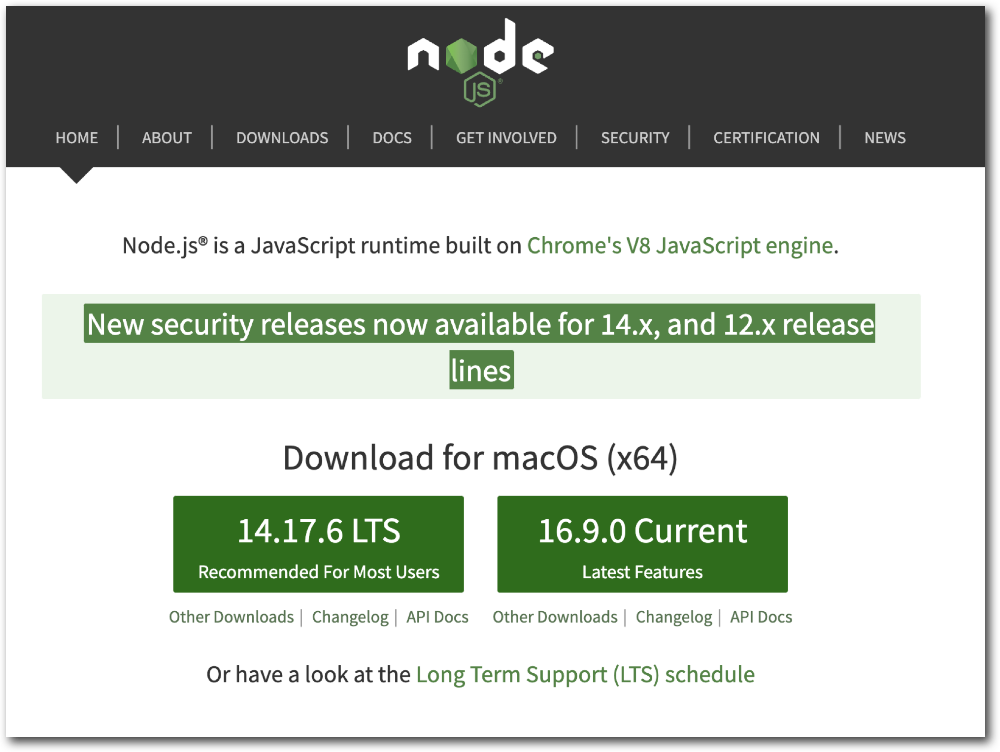 node
JS ®
HOME | ABOUT | DOWNLOADS | DOCS | GET INVOLVED | SECURITY | CERTIFICATION | NEWS
Node.js® is a JavaScript runtime built on Chrome's V8 JavaScript engine.
New security releases now available for 14.x, and 12.x release
lines
Download for macOS (x64)
14.17.6 LTS
Recommended For Most Users
16.9.0 Current
Latest Features
Other Downloads | Changelog | API Docs
Other Downloads | Changelog | API Docs
Or have a look at the Long Term Support (LTS) schedule